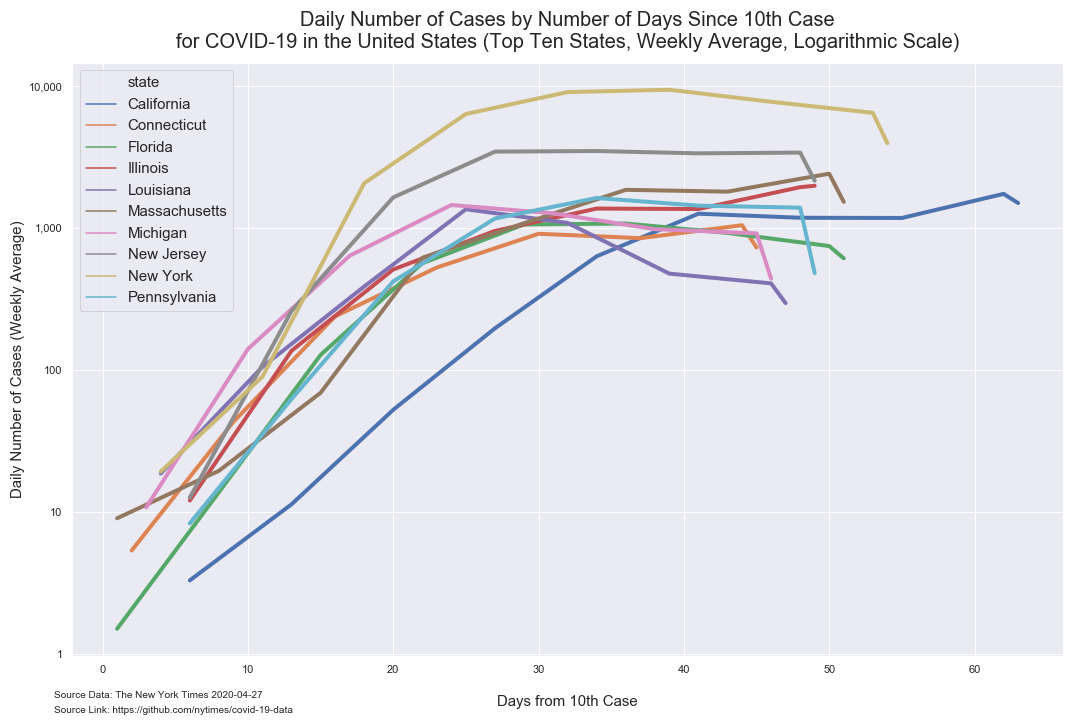 Daily Number of Cases by Number of Days Since 10th Case
for COVID-19 in the United States (Top Ten States, Weekly Average, Logarithmic Scale)
state
California
Connecticut
Florida
Illinois
Louisiana
Massachusetts
Michigan
New Jersey
New York
Pennsylvania
Daily Number of Cases (Weekly Average)
10,000
1,000
100
10
1
0
10
20
30
40
50
60
Days from 10th Case
Source Data: The New York Times 2020-04-27
Source Link: https://github.com/nytimes/covid-19-data